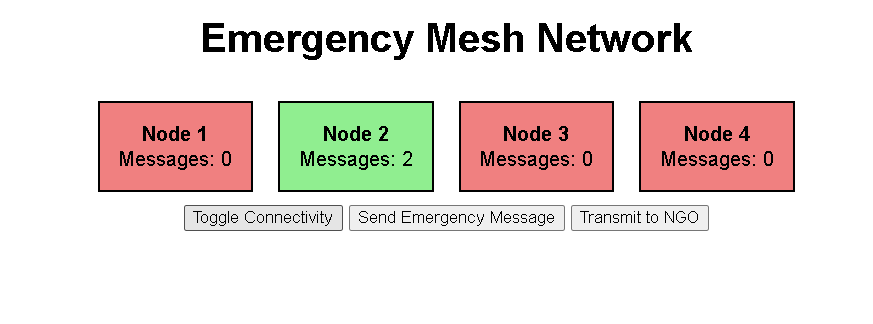 Emergency Mesh Network
Node 1
Messages: 0
Node 2
Messages: 2
Node 3
Messages: 0
Node 4
Messages: 0
Toggle Connectivity
Send Emergency Message
Transmit to NGO